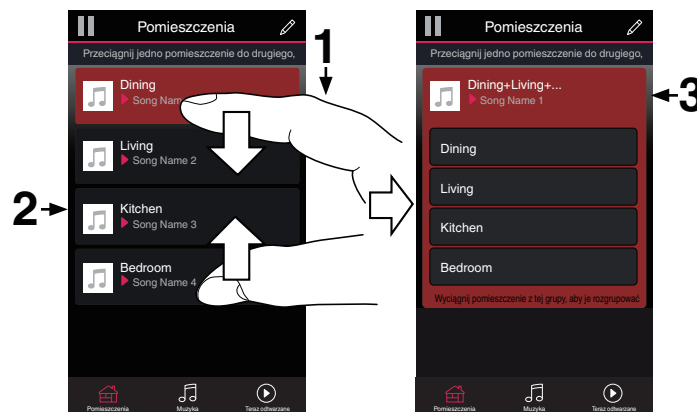 Pomieszczenia
Przeciągnij jedno pomieszczenie do drugiego,
1
Dining
Song Nam
Living
Song Name 2
2
Kitchen
Song Name 3
Bedroom
Song Name 4
Pomieszczenia
Muzyka
Teraz odtwarzane
Pomieszczenia
Przeciągnij jedno pomieszczenie do drugiego,
Dining+Living+...
Song Name 1
3
Dining
Living
Kitchen
Bedroom
Wyciągnij pomieszczenie z tej grupy, aby je rozgrupować
Pomieszczenia
Muzyka
Teraz odtwarzane